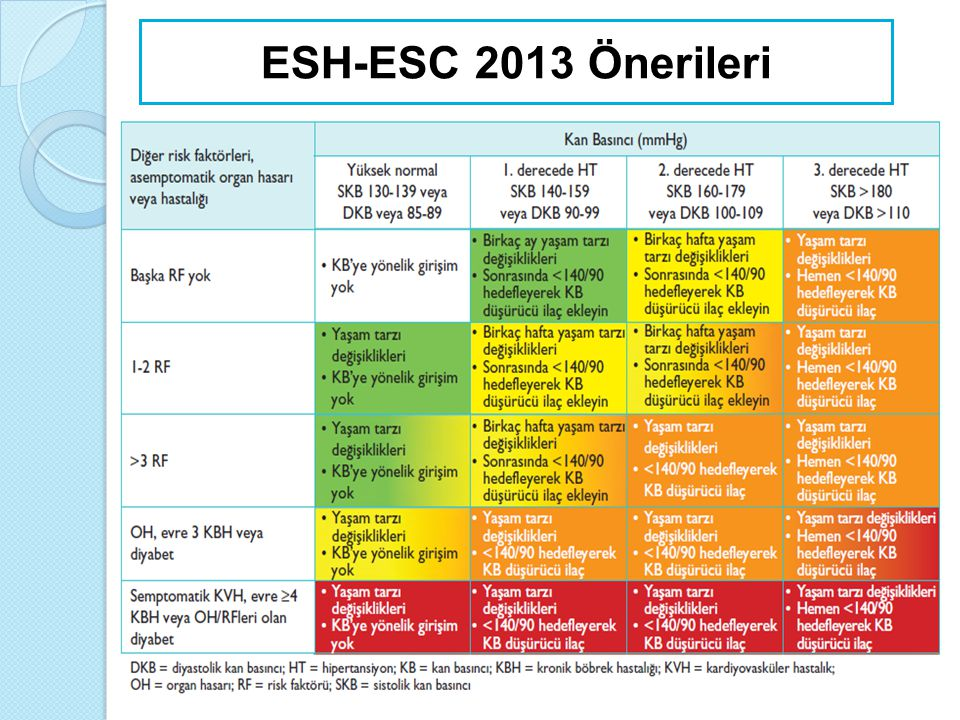 ESH-ESC 2013 Önerileri
Diğer risk faktörleri,
asemptomatik organ hasarı
veya hastalığı
Kan Basıncı (mmHg)
Yüksek normal
SKB 130-139 veya
DKB veya 85-89
1. derecede HT
SKB 140-159
veya DKB 90-99
2. derecede HT
SKB 160-179
veya DKB 100-109
3. derecede HT
SKB >180
veya DKB >110
Başka RF yok
• KB’ye yönelik girişim
yok
• Birkaç ay yaşam tarzı
değişiklikleri
• Sonrasında <140/90
hedefleyerek KB
düşürücü ilaç ekleyin
• Birkaç hafta yaşam
tarzı değişiklikleri
• Sonrasında <140/90
hedefleyerek KB
düşürücü ilaç ekleyin
• Yaşam tarzı
değişiklikleri
• Hemen <140/90
hedefleyerek KB
düşürücü ilaç
1-2 RF
• Yaşam tarzı
değişiklikleri
• KB’ye yönelik girişim
yok
• Birkaç hafta yaşam tarzı
değişiklikleri
• Sonrasında <140/90
hedefleyerek KB
düşürücü ilaç ekleyin
• Birkaç hafta yaşam
tarzı değişiklikleri
• Sonrasında <140/90
hedefleyerek KB
düşürücü ilaç ekleyin
• Yaşam tarzı
değişiklikleri
• Hemen <140/90
hedefleyerek KB
düşürücü ilaç
>3 RF
• Yaşam tarzı
değişiklikleri
• KB’ye yönelik girişim
yok
• Birkaç hafta yaşam tarzı
değişiklikleri
• Sonrasında <140/90
hedefleyerek KB
düşürücü ilaç ekleyin
• Yaşam tarzı
değişiklikleri
• <140/90 hedefleyerek
KB düşürücü ilaç
• Yaşam tarzı
değişiklikleri
• Hemen <140/90
hedefleyerek KB
düşürücü ilaç
OH, evre 3 KBH veya
diyabet
• Yaşam tarzı
değişiklikleri
• KB’ye yönelik girişim
yok
• Yaşam tarzı
değişiklikleri
• <140/90 hedefleyerek
KB düşürücü ilaç
• Yaşam tarzı
değişiklikleri
• <140/90 hedefleyerek
KB düşürücü ilaç
• Yaşam tarzı değişiklikleri
• Hemen <140/90
hedefleyerek KB
düşürücü ilaç
Semptomatik KVH, evre ≥4
KBH veya OH/RFleri olan
diyabet
• Yaşam tarzı
değişiklikleri
• KB’ye yönelik girişim
yok
• Yaşam tarzı
değişiklikleri
• <140/90 hedefleyerek
KB düşürücü ilaç
• Yaşam tarzı
değişiklikleri
• <140/90 hedefleyerek
KB düşürücü ilaç
• Yaşam tarzı değişiklikleri
• Hemen <140/90
hedefleyerek KB
düşürücü ilaç
DKB = diyastolik kan basıncı; HT = hipertansiyon; KB = kan basıncı; KBH = kronik böbrek hastalığı; KVH = kardiyovasküler hastalık;
OH = organ hasarı; RF = risk faktörü; SKB = sistolik kan basıncı